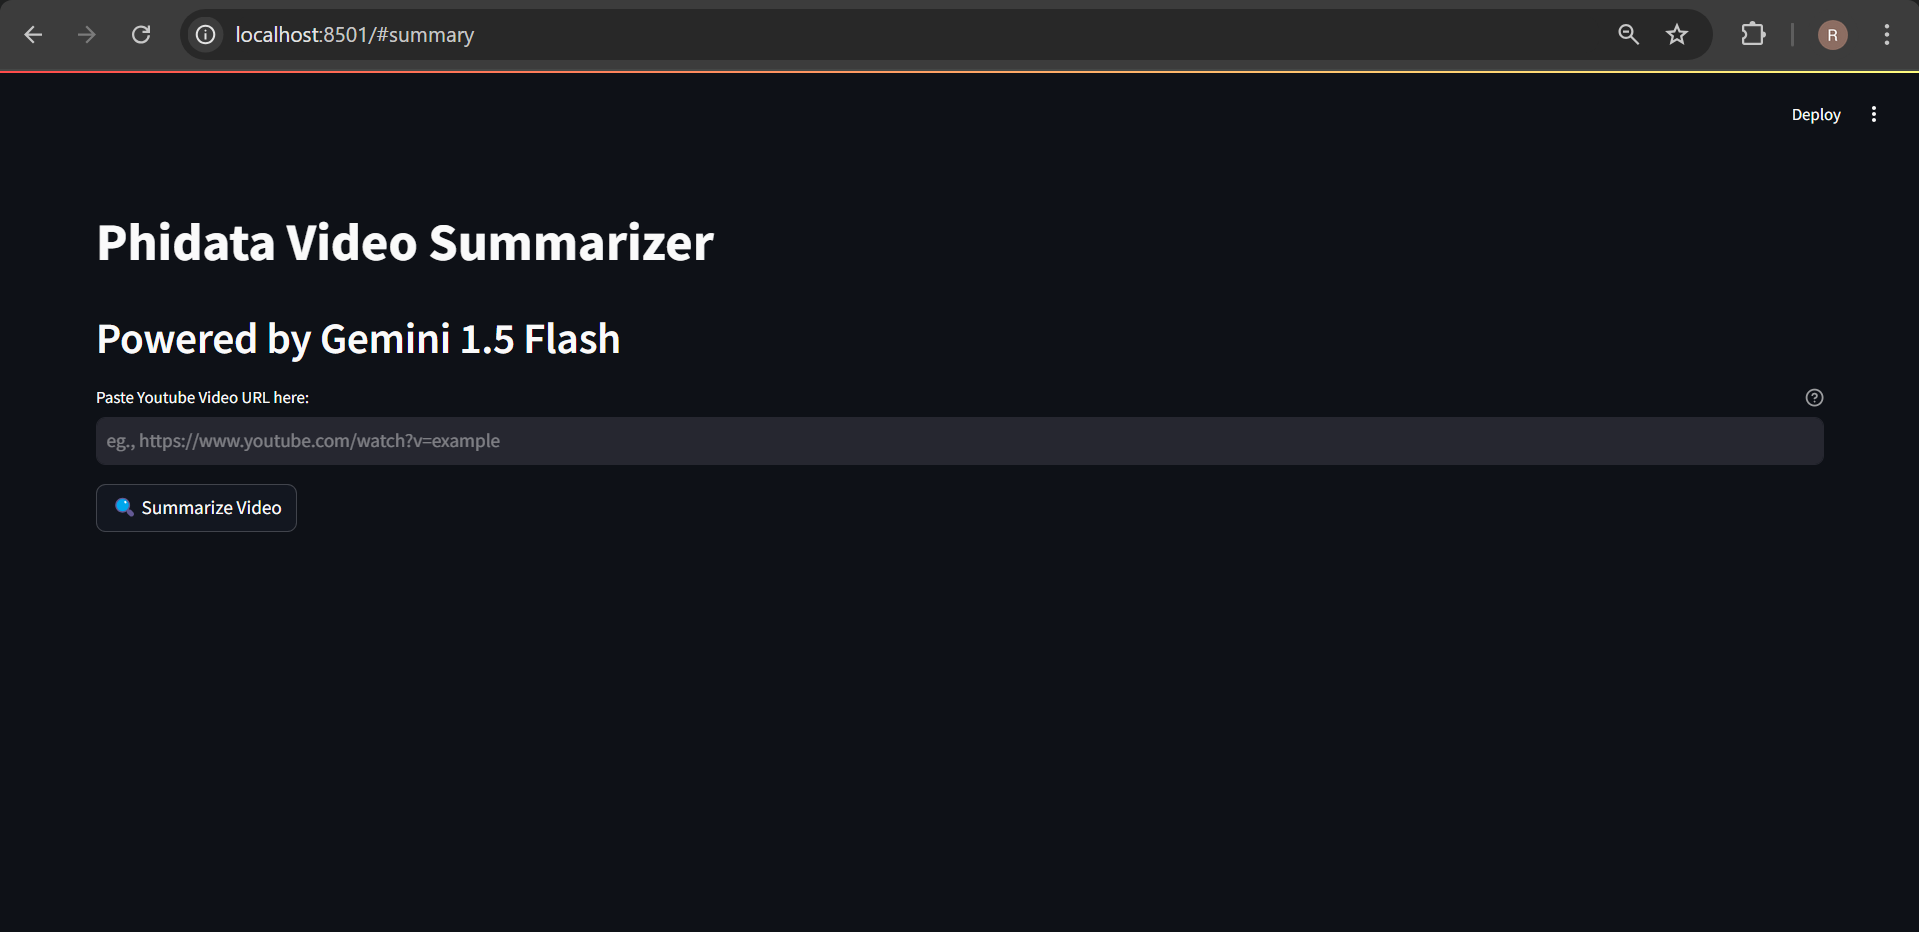 localhost:8501/#summary
R
Deploy
Phidata Video Summarizer
Powered by Gemini 1.5 Flash
Paste Youtube Video URL here:
eg., https://www.youtube.com/watch?v=example
Summarize Video